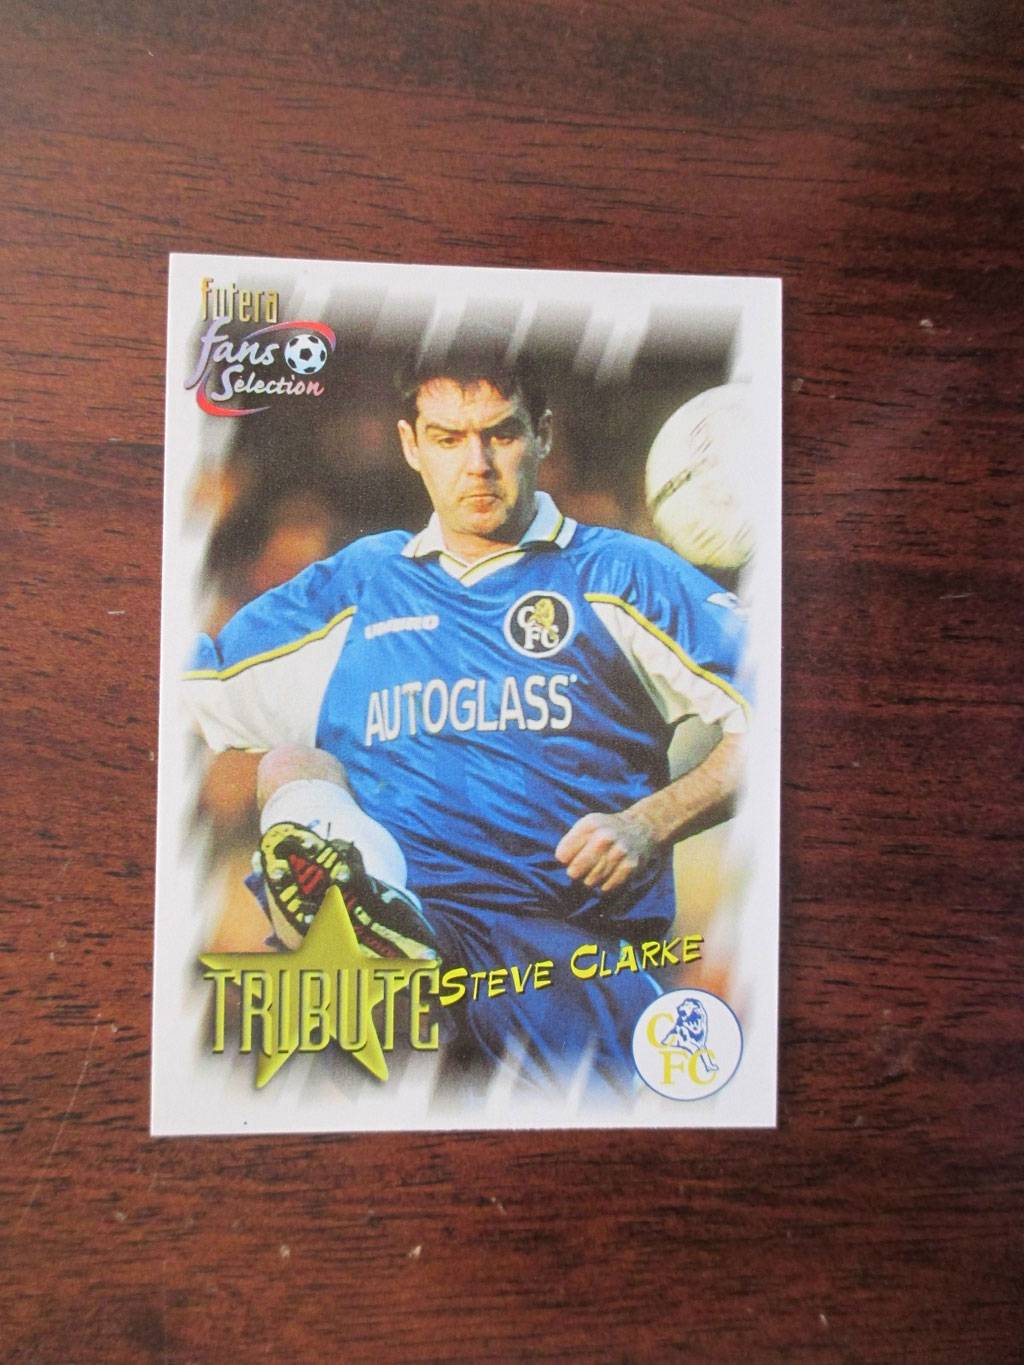 Futera
fans
Selection
UMBRO
CFC
AUTOGLASS
TRIBUTE
STEVE CLARKE
CFC